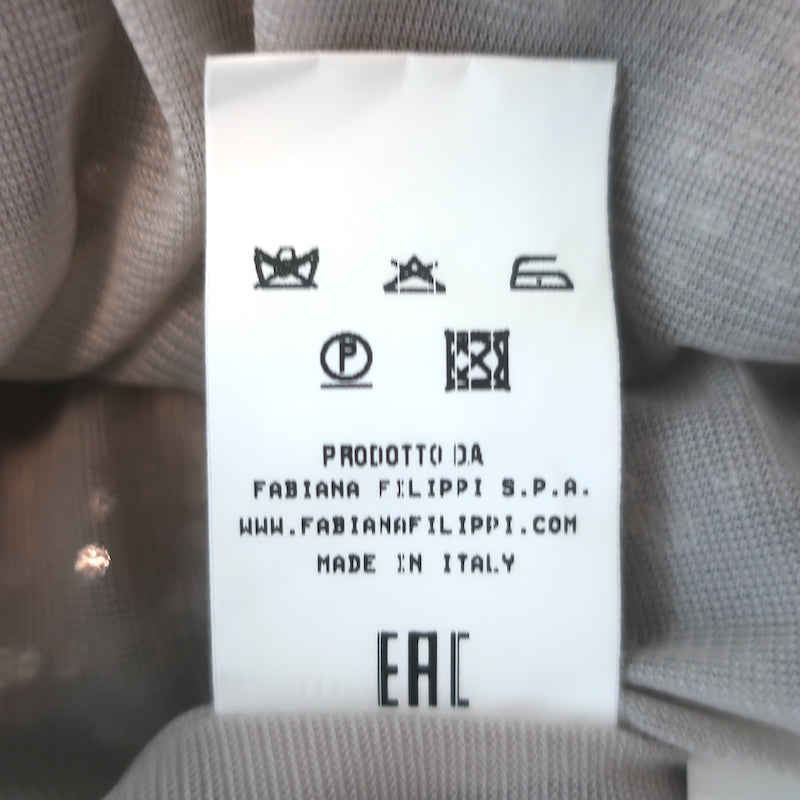 P
PRODOTTO DA
FABIANA FILIPPI S.P.A.
WWW.FABIANAFILIPPI.COM
MADE IN ITALY
EAC